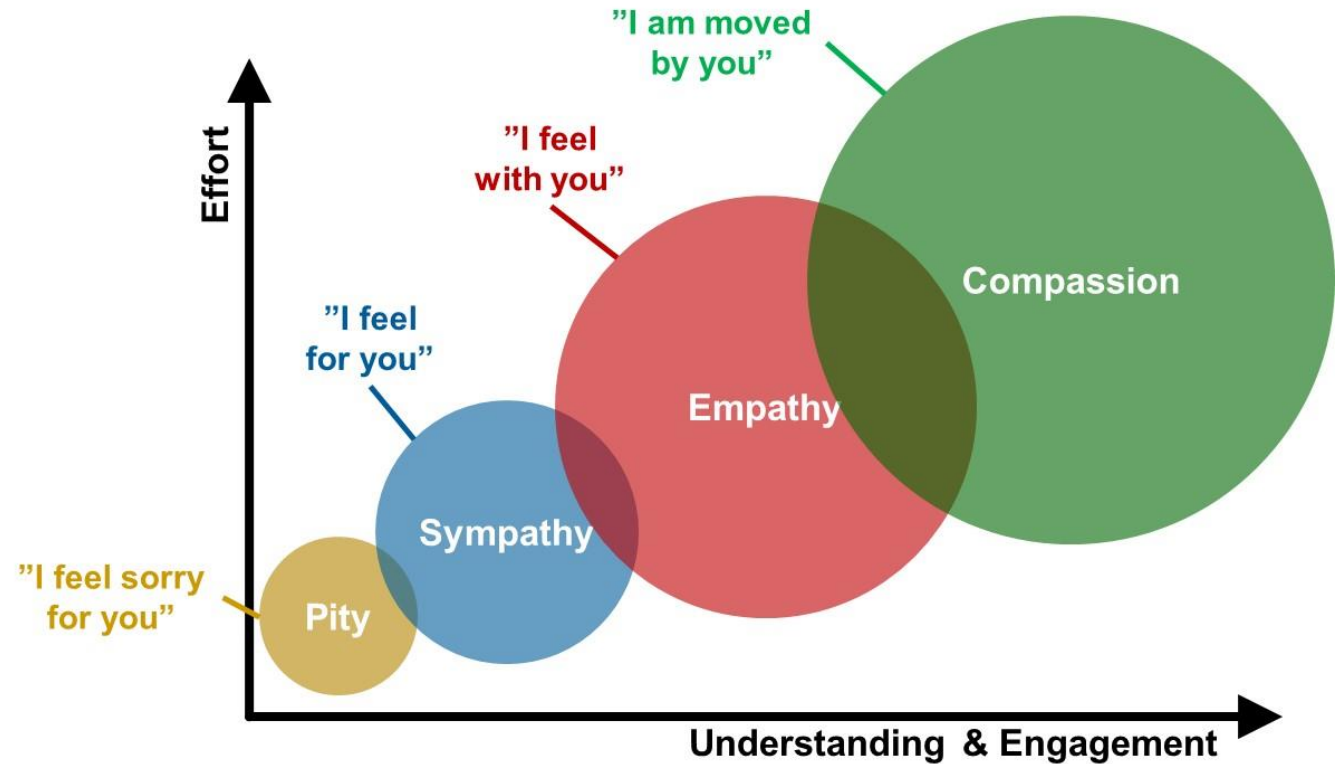 ”I am moved
by you”
Effort
”I feel
with you”
Compassion
”I feel
for you”
Empathy
Sympathy
”I feel sorry
for you”
Pity
Understanding & Engagement